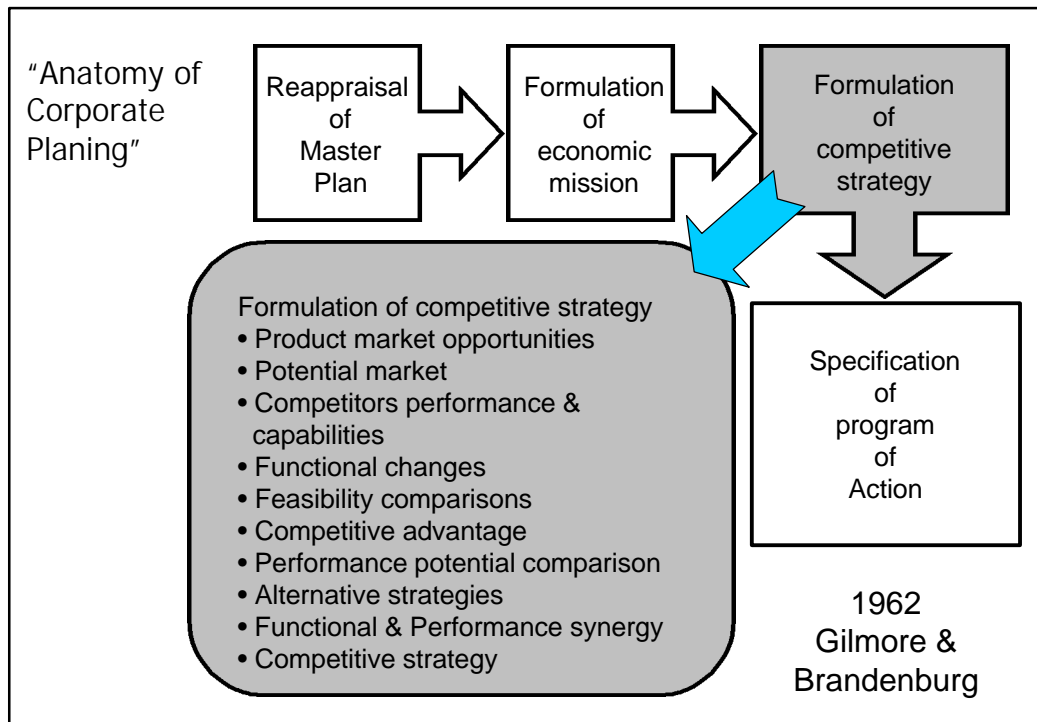 "Anatomy of
Corporate
Planing"
Reappraisal
of
Master
Plan
Formulation
of
economic
mission
Formulation
of
competitive
strategy
Formulation of competitive strategy
• Product market opportunities
• Potential market
• Competitors performance &
capabilities
• Functional changes
• Feasibility comparisons
• Competitive advantage
• Performance potential comparison
• Alternative strategies
• Functional & Performance synergy
• Competitive strategy
Specification
of
program
of
Action
1962
Gilmore &
Brandenburg